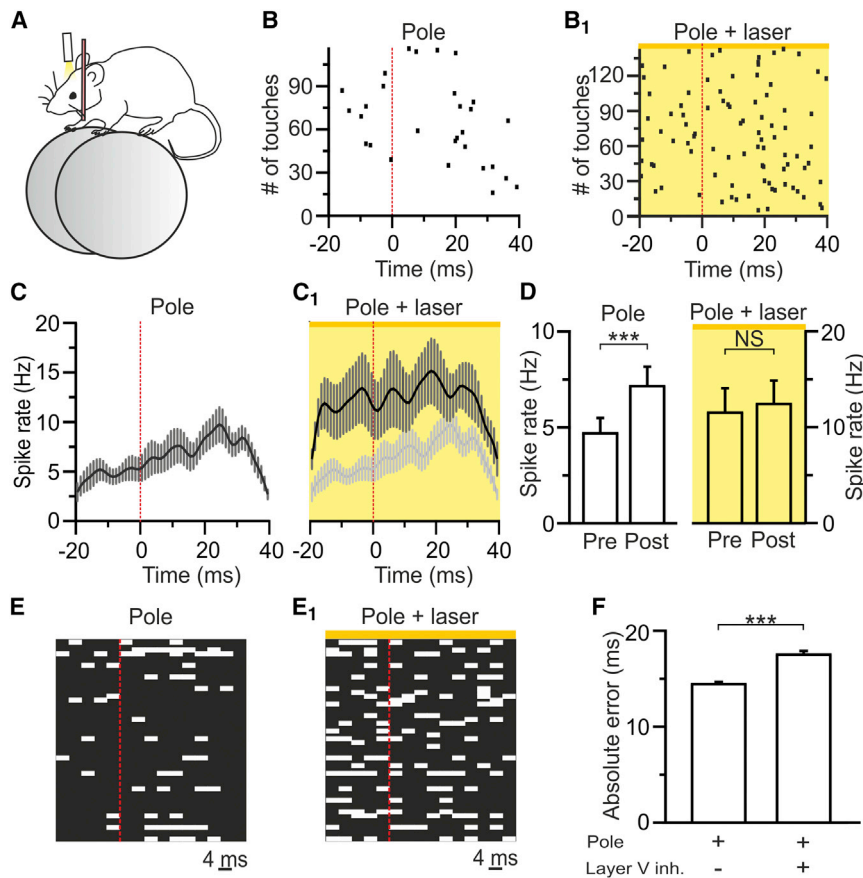 A
B
Pole
# of touches
90
60
30
0
-20
0
20
40
Time (ms)
B1
Pole + laser
# of touches
120
90
60
30
0
-20
0
20
40
Time (ms)
C
Pole
Spike rate (Hz)
20
15
10
5
0
-20
0
20
40
Time (ms)
C1
Pole + laser
-20
0
20
40
Time (ms)
D
Pole
Spike rate (Hz)
10
5
0
***
Pre Post
Pole + laser
NS
20
10
0
Spike rate (Hz)
Pre Post
E
Pole
4 ms
E1
Pole + laser
4 ms
F
Absolute error (ms)
20
15
10
***
Pole + +
Layer V inh. - +